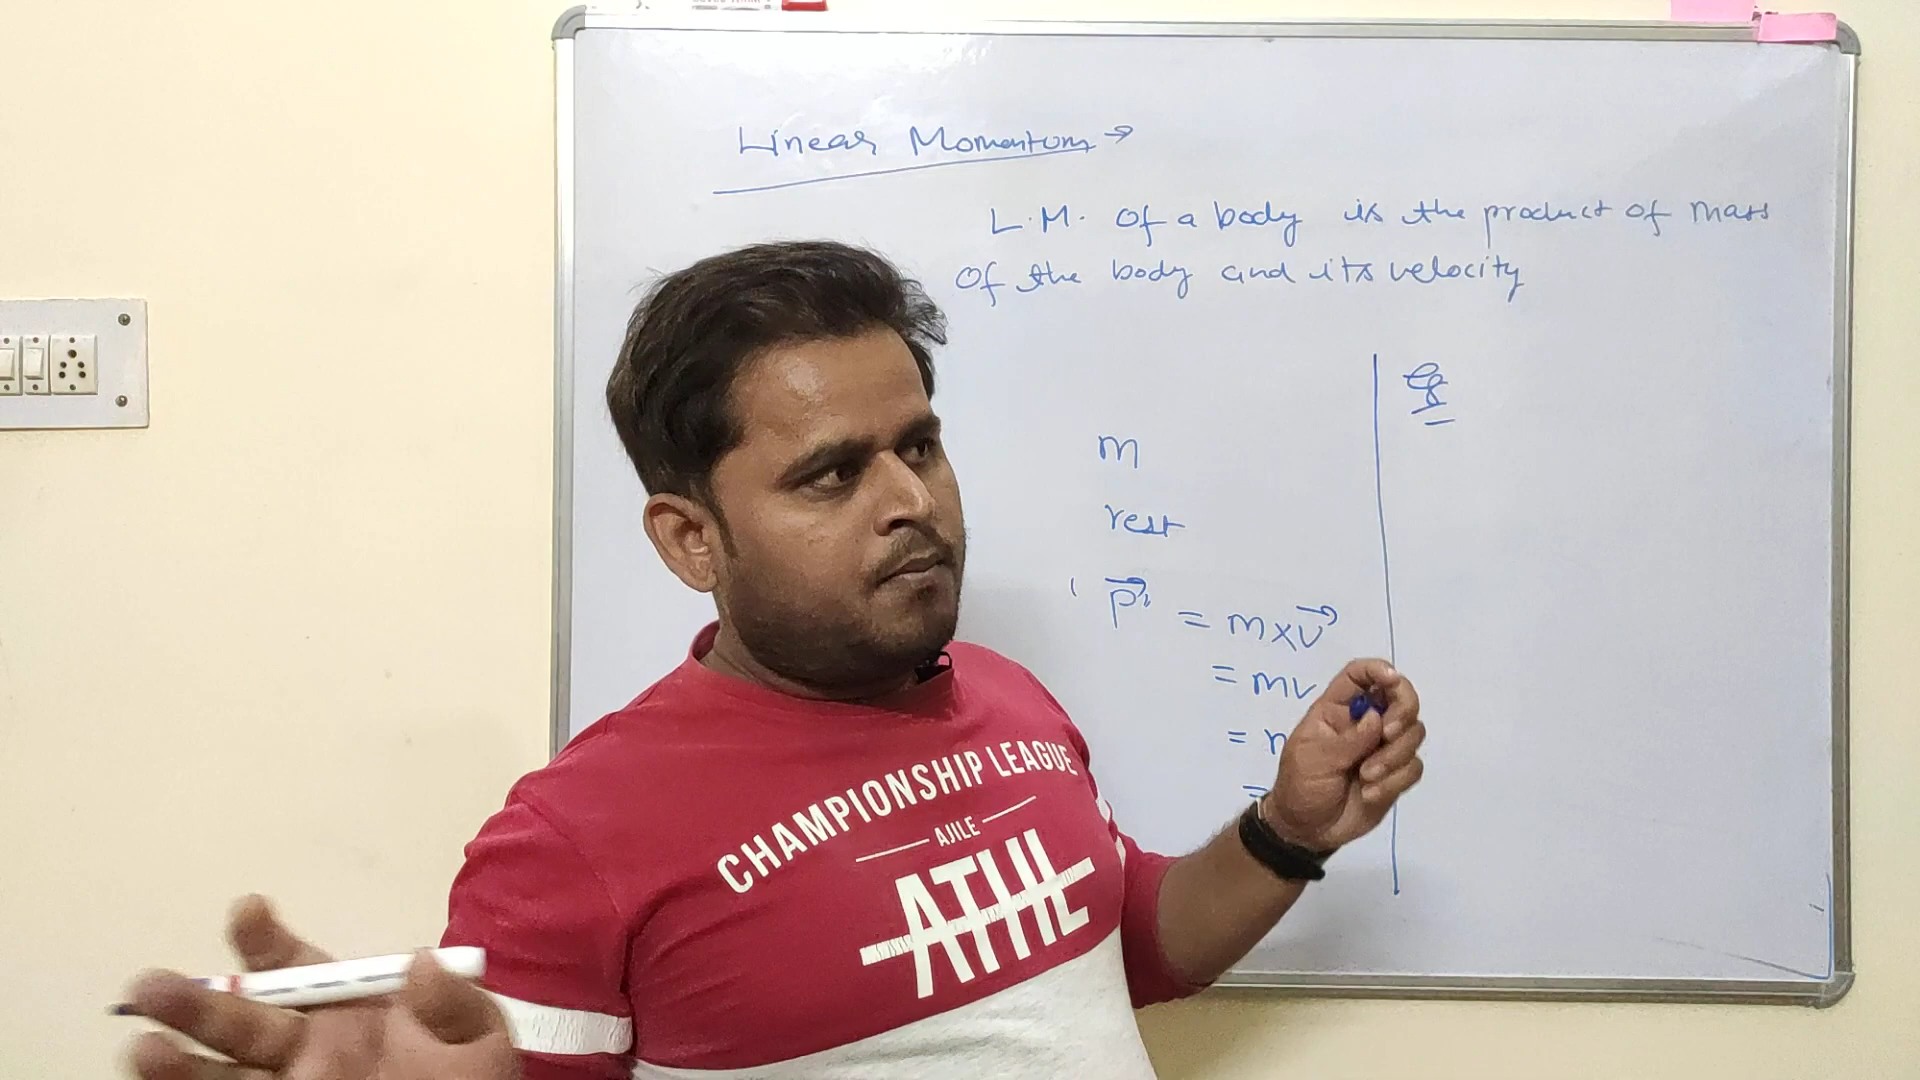 Linear Momentum →
L.M. of a body is the product of mass
of the body and its velocity
m
rest
p⃗ = m×v⃗
= mv
=
=
Eg
CHAMPIONSHIP LEAGUE
AJILE
ATHL